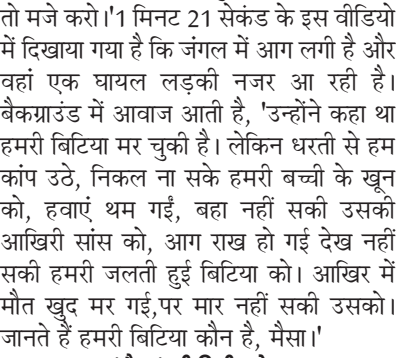 तो मजे करो।'1 मिनट 21 सेकंड के इस वीडियो
में दिखाया गया है कि जंगल में आग लगी है और
वहां एक घायल लड़की नजर आ रही है।
बैकग्राउंड में आवाज आती है, 'उन्होंने कहा था
हमरी बिटिया मर चुकी है। लेकिन धरती से हम
कांप उठे, निकल ना सके हमरी बच्ची के खून
को, हवाएं थम गईं, बहा नहीं सकी उसकी
आखिरी सांस को, आग राख हो गई देख नहीं
सकी हमरी जलती हुई बिटिया को। आखिर में
मौत खुद मर गई,पर मार नहीं सकी उसको।
जानते हैं हमरी बिटिया कौन है, मैसा।'